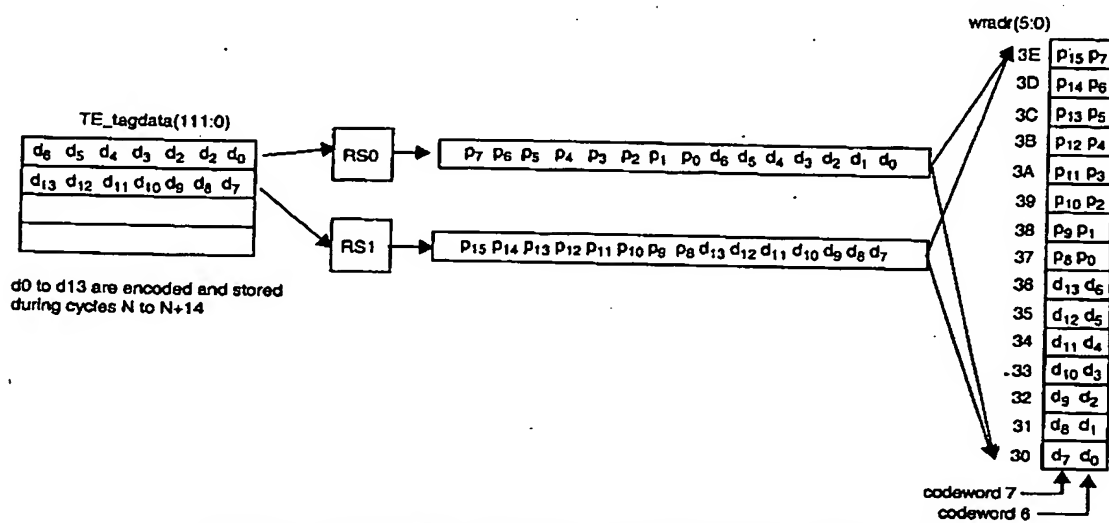 wradr(5:0)
TE_tagdata(111:0)
d6 d5 d4 d3 d2 d2 d0
d13 d12 d11 d10 d9 d8 d7
RS0
p7 p6 p5 p4 p3 p2 p1 p0 d6 d5 d4 d3 d2 d1 d0
RS1
p15 p14 p13 p12 p11 p10 p9 p8 d13 d12 d11 d10 d9 d8 d7
d0 to d13 are encoded and stored
during cycles N to N+14
3E p15 p7
3D p14 p6
3C p13 p5
3B p12 p4
3A p11 p3
39 p10 p2
38 p9 p1
37 p8 p0
36 d13 d6
35 d12 d5
34 d11 d4
33 d10 d3
32 d9 d2
31 d8 d1
30 d7 d0
codeword 7
codeword 6